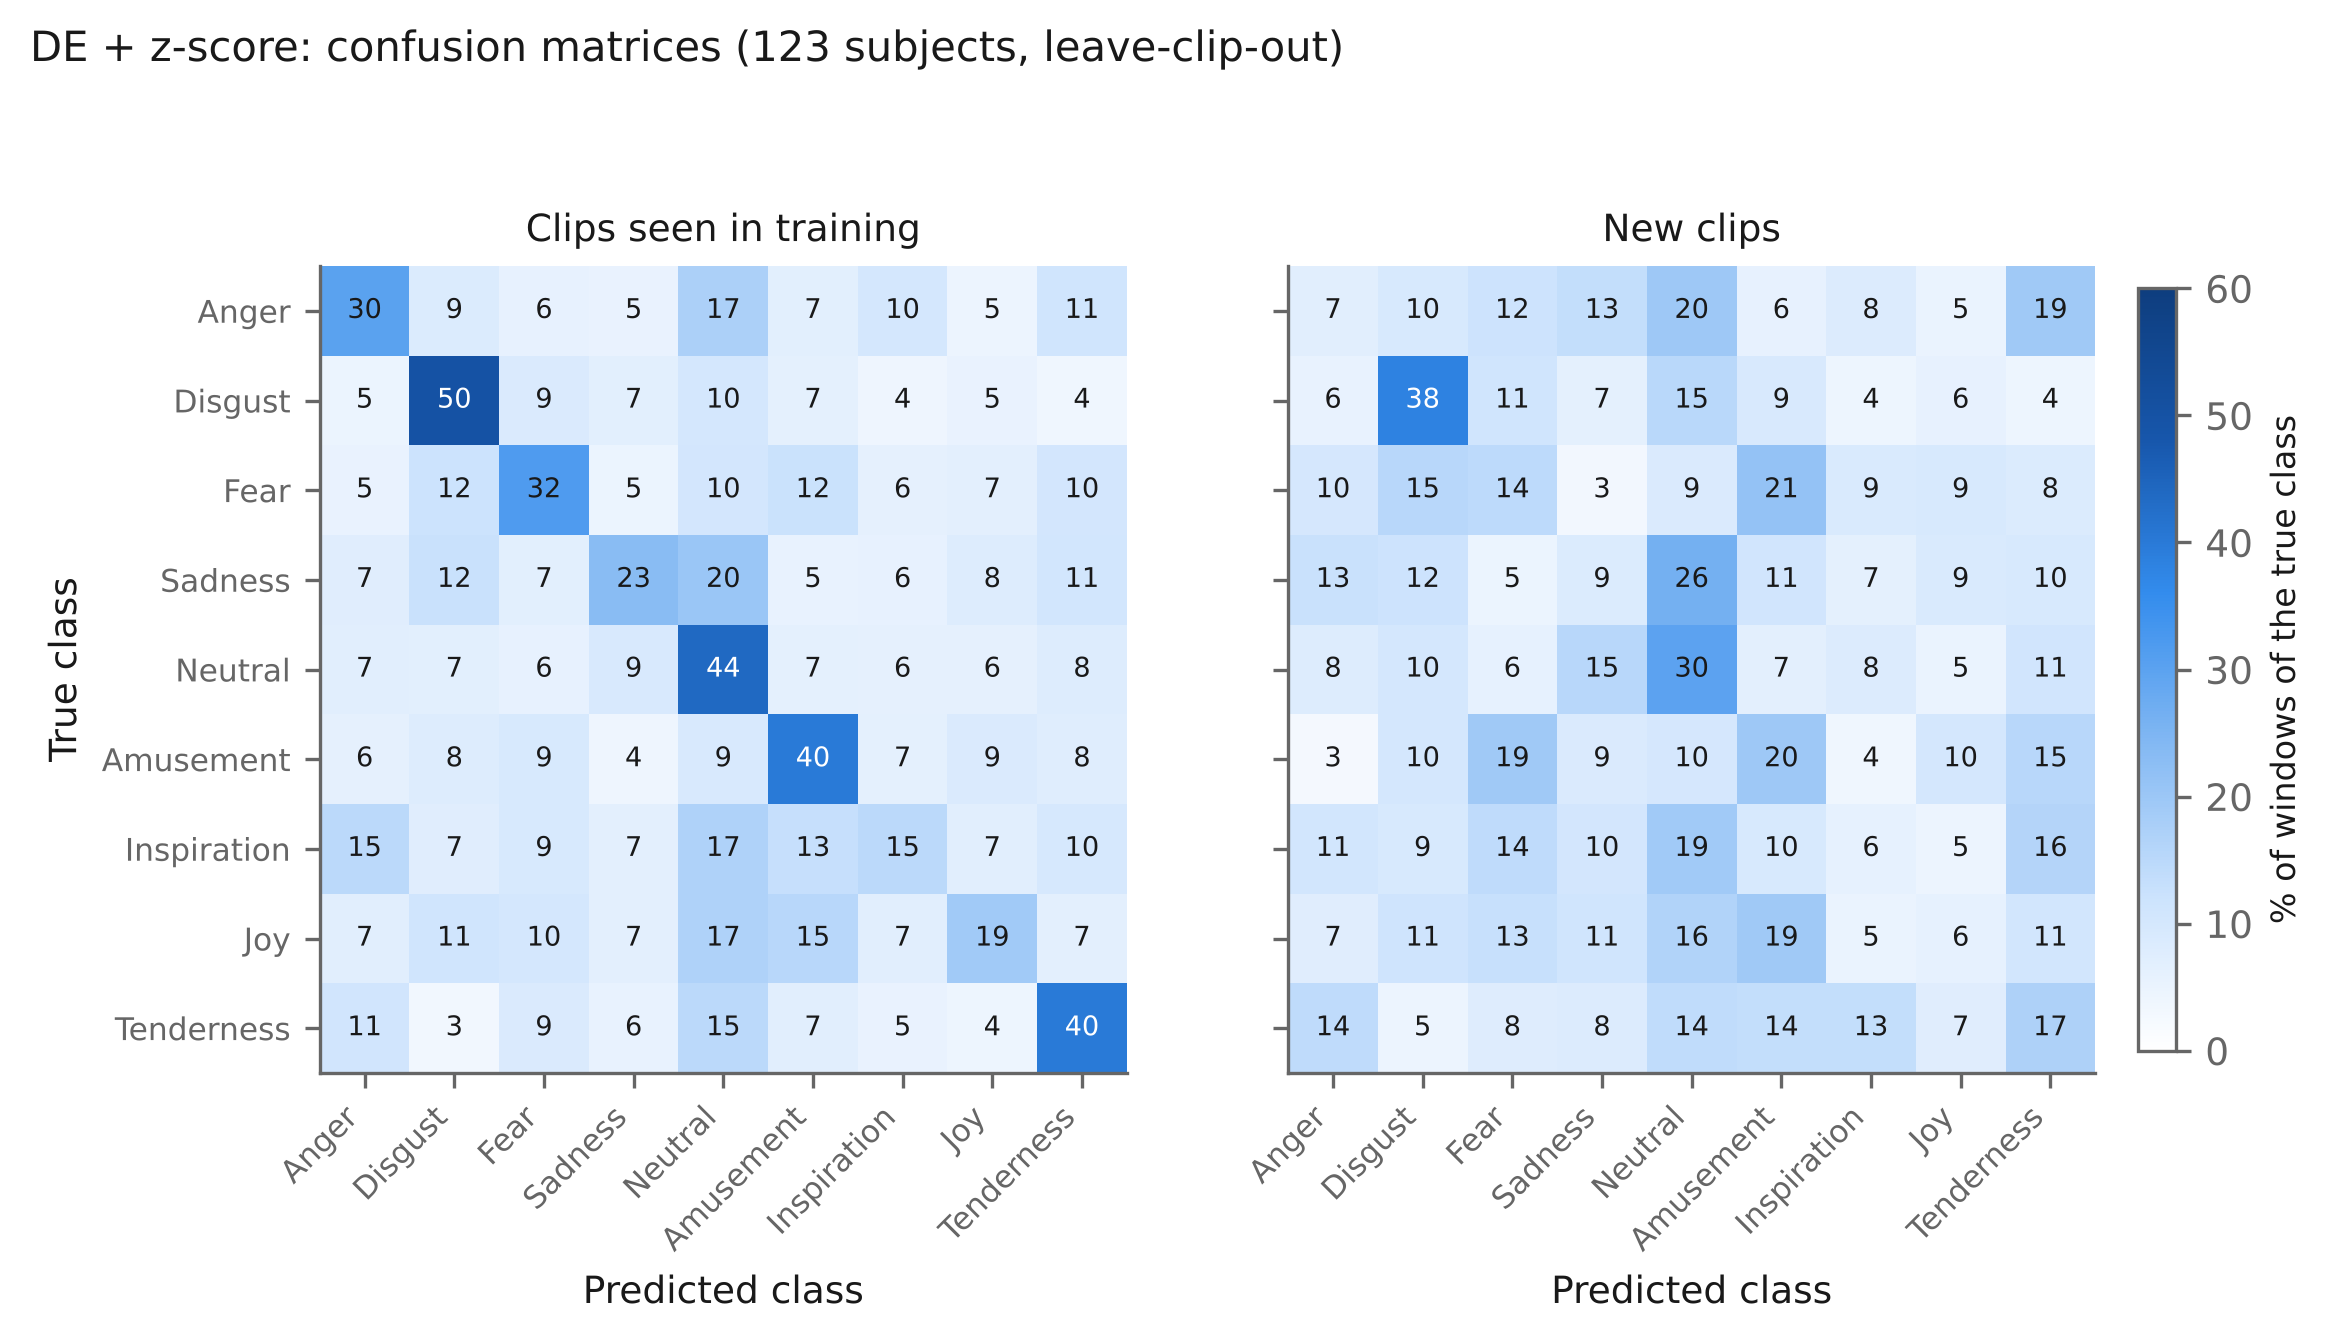 DE + z-score: confusion matrices (123 subjects, leave-clip-out)
Clips seen in training
New clips
True class
Anger 30 9 6 5 17 7 10 5 11
Disgust 5 50 9 7 10 7 4 5 4
Fear 5 12 32 5 10 12 6 7 10
Sadness 7 12 7 23 20 5 6 8 11
Neutral 7 7 6 9 44 7 6 6 8
Amusement 6 8 9 4 9 40 7 9 8
Inspiration 15 7 9 7 17 13 15 7 10
Joy 7 11 10 7 17 15 7 19 7
Tenderness 11 3 9 6 15 7 5 4 40
Anger Disgust Fear Sadness Neutral Amusement Inspiration Joy Tenderness
Predicted class
7 10 12 13 20 6 8 5 19
6 38 11 7 15 9 4 6 4
10 15 14 3 9 21 9 9 8
13 12 5 9 26 11 7 9 10
8 10 6 15 30 7 8 5 11
3 10 19 9 10 20 4 10 15
11 9 14 10 19 10 6 5 16
7 11 13 11 16 19 5 6 11
14 5 8 8 14 14 13 7 17
Anger Disgust Fear Sadness Neutral Amusement Inspiration Joy Tenderness
Predicted class
60
50
40
30
20
10
0
% of windows of the true class